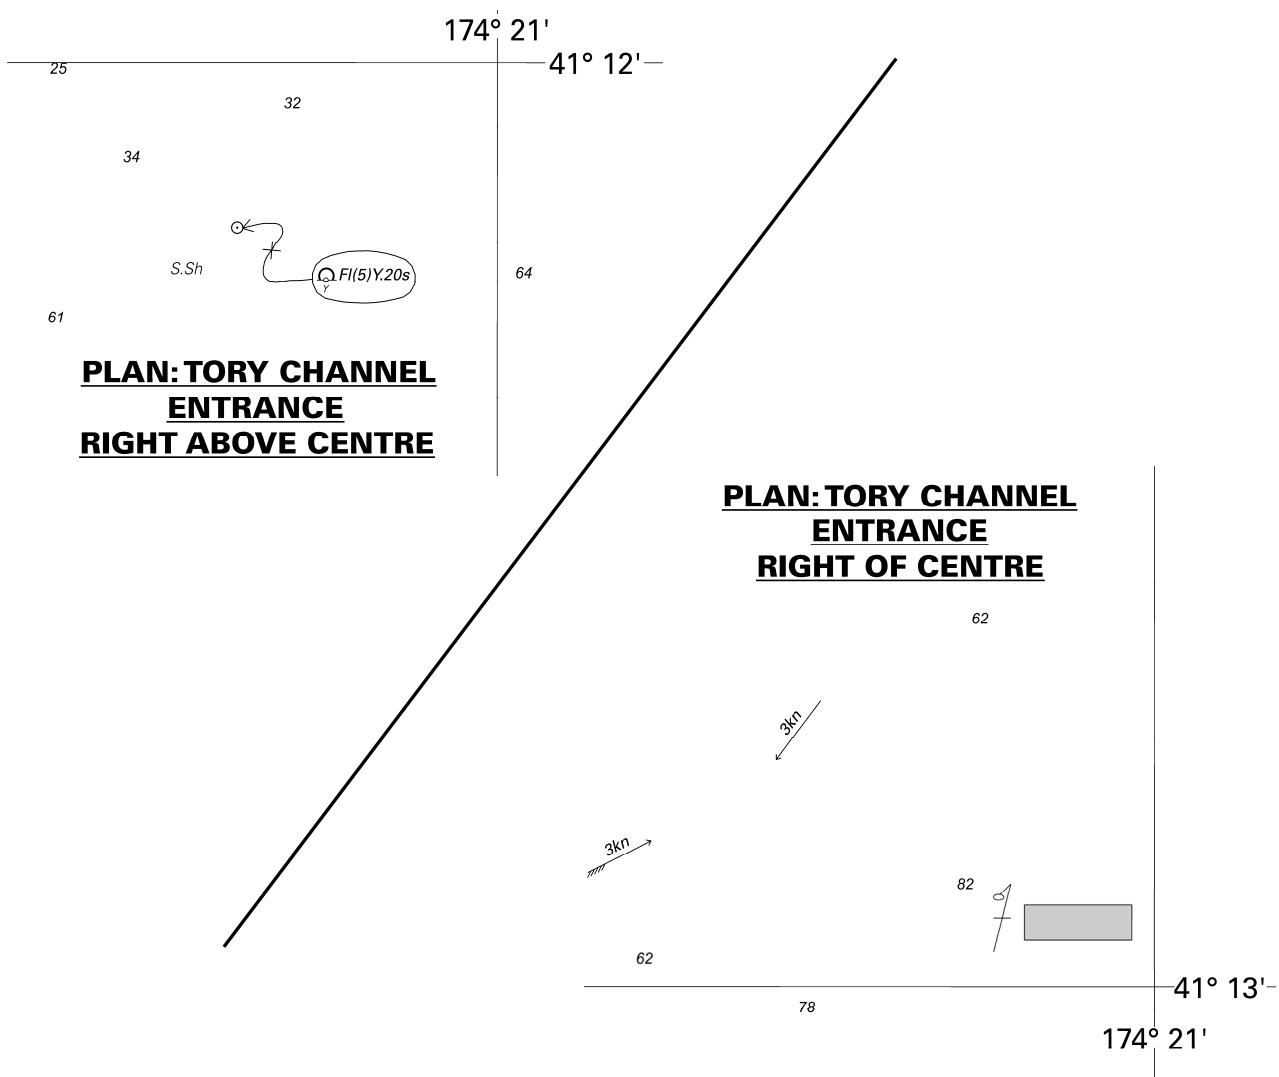 174° 21'
41° 12'
25
32
34
S.Sh
Fl(5)Y.20s
Y
64
61
PLAN: TORY CHANNEL
ENTRANCE
RIGHT ABOVE CENTRE
PLAN: TORY CHANNEL
ENTRANCE
RIGHT OF CENTRE
62
3kn
3kn
82
62
41° 13'
78
174° 21'